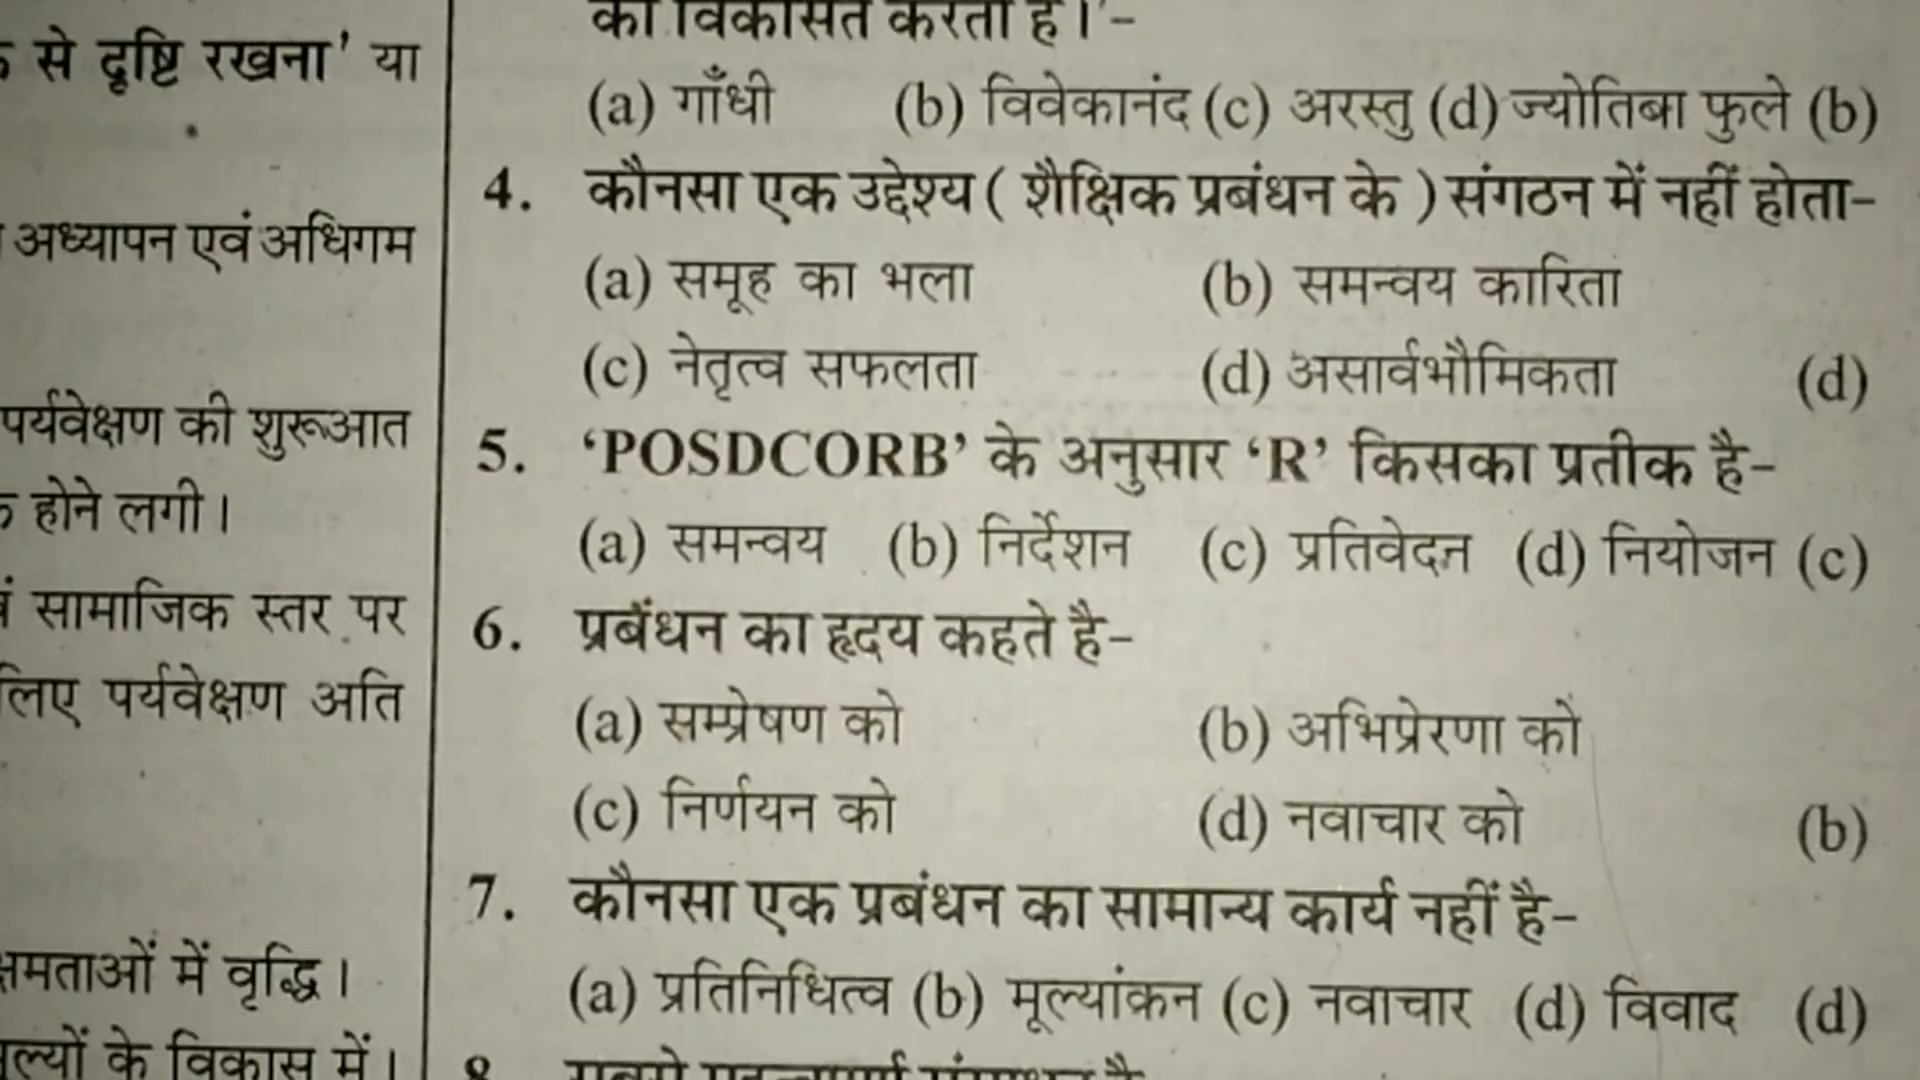 से दृष्टि रखना' या
अध्यापन एवं अधिगम
पर्यवेक्षण की शुरूआत
होने लगी।
सामाजिक स्तर पर
लिए पर्यवेक्षण अति
क्षमताओं में वृद्धि।
मूल्यों के विकास में।
को विकसित करता है।'-
(a) गाँधी (b) विवेकानंद (c) अरस्तु (d) ज्योतिबा फुले (b)
4. कौनसा एक उद्देश्य ( शैक्षिक प्रबंधन के ) संगठन में नहीं होता-
(a) समूह का भला (b) समन्वय कारिता
(c) नेतृत्व सफलता (d) असार्वभौमिकता (d)
5. ‘POSDCORB’ के अनुसार ‘R’ किसका प्रतीक है-
(a) समन्वय (b) निर्देशन (c) प्रतिवेदन (d) नियोजन (c)
6. प्रबंधन का हृदय कहते है-
(a) सम्प्रेषण को (b) अभिप्रेरणा को
(c) निर्णयन को (d) नवाचार को (b)
7. कौनसा एक प्रबंधन का सामान्य कार्य नहीं है-
(a) प्रतिनिधित्व (b) मूल्यांकन (c) नवाचार (d) विवाद (d)
8.